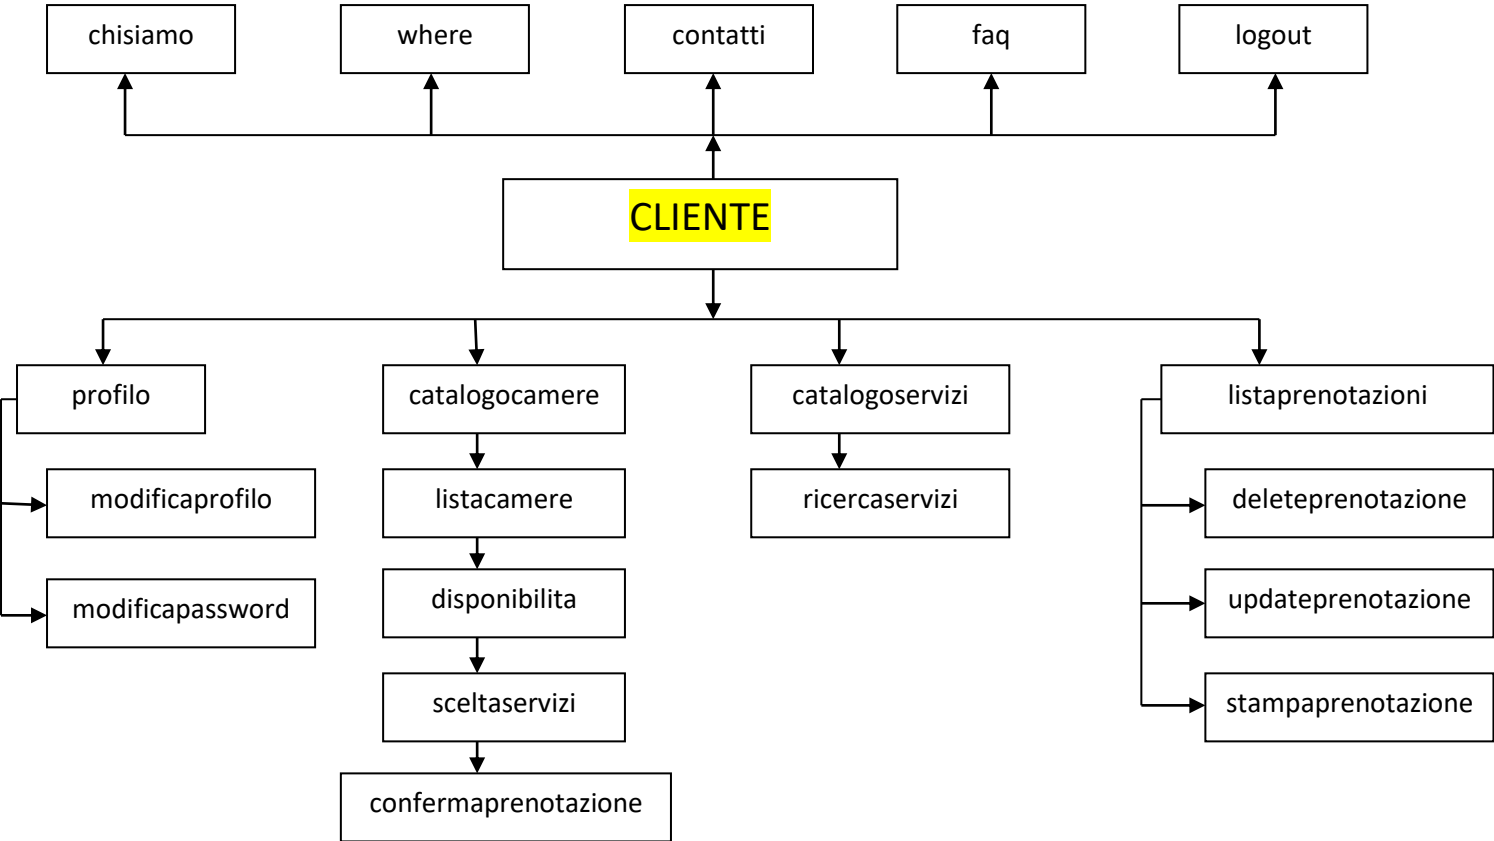 chisiamo
where
contatti
faq
logout
CLIENTE
profilo
catalogocamere
catalogoservizi
listaprenotazioni
modificaprofilo
listacamere
ricercaservizi
deleteprenotazione
modificapassword
disponibilita
updateprenotazione
sceltaservizi
stampaprenotazione
confermaprenotazione